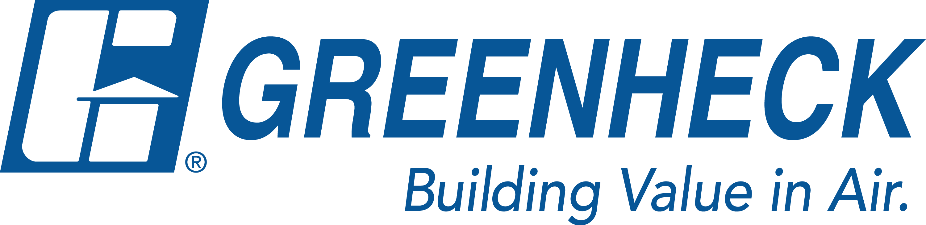 GREENHECK
®
Building Value in Air.